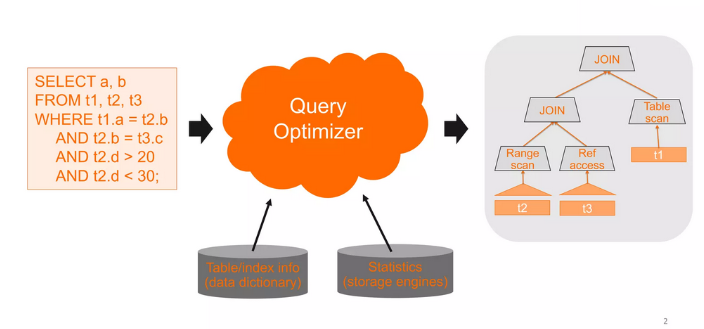 SELECT a, b
FROM t1, t2, t3
WHERE t1.a = t2.b
AND t2.b = t3.c
AND t2.d > 20
AND t2.d < 30;
Query
Optimizer
Table/index info
(data dictionary)
Statistics
(storage engines)
JOIN
JOIN
Table
scan
Range
scan
Ref
access
t1
t2
t3
2